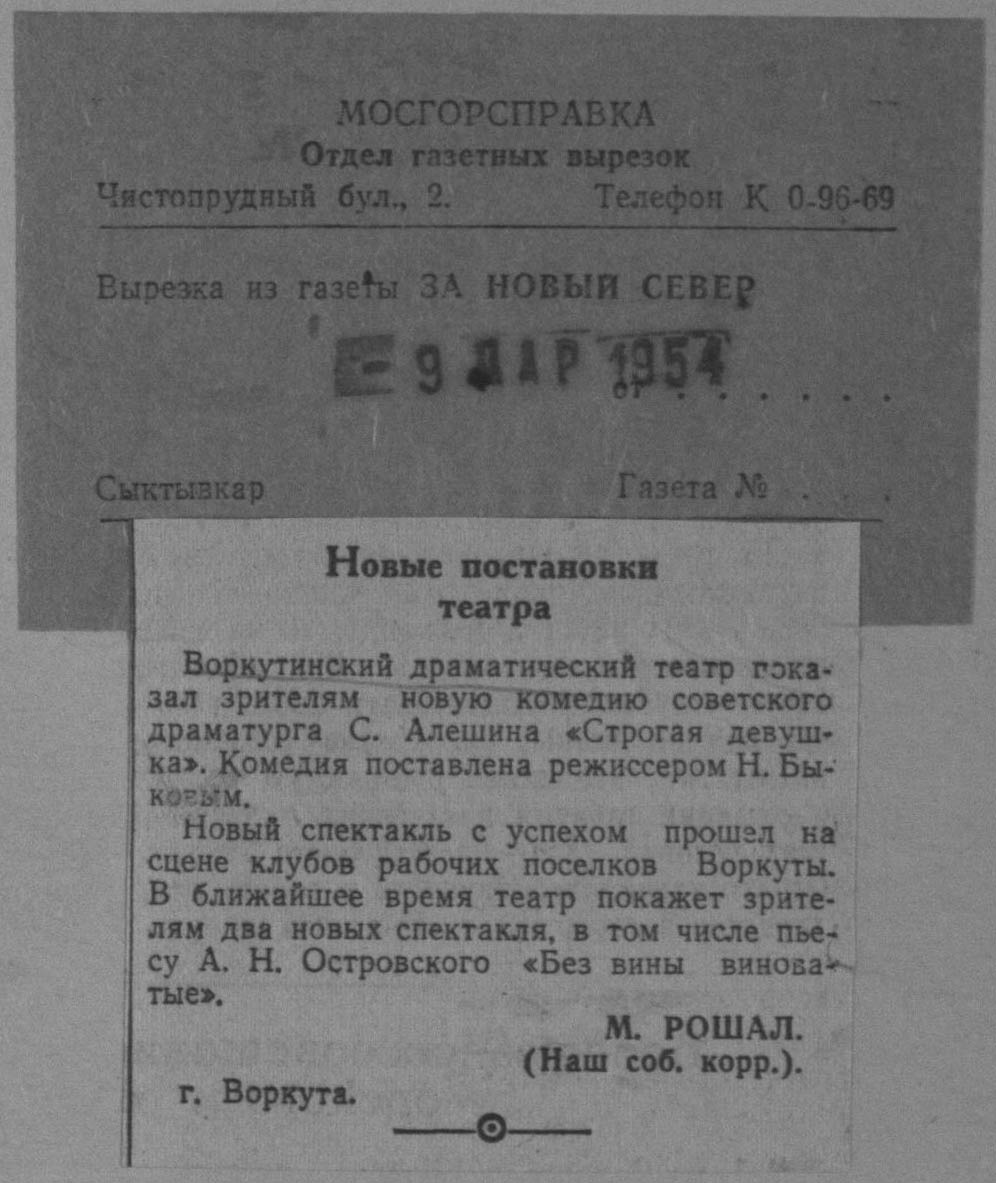 МОСГОРСПРАВКА
Отдел газетных вырезок
Чистопрудный бул., 2. Телефон К 0-96-69
Вырезка из газеты ЗА НОВЫЙ СЕВЕР
- 9 МАР 1954
от . . . . . .
Сыктывкар Газета № . . .
Новые постановки
театра
Воркутинский драматический театр пока-
зал зрителям новую комедию советского
драматурга С. Алешина «Строгая девуш-
ка». Комедия поставлена режиссером Н. Бы-
ковым.
Новый спектакль с успехом прошел на
сцене клубов рабочих поселков Воркуты.
В ближайшее время театр покажет зрите-
лям два новых спектакля, в том числе пье-
су А. Н. Островского «Без вины винова-
тые».
М. РОШАЛ.
(Наш соб. корр.).
г. Воркута.